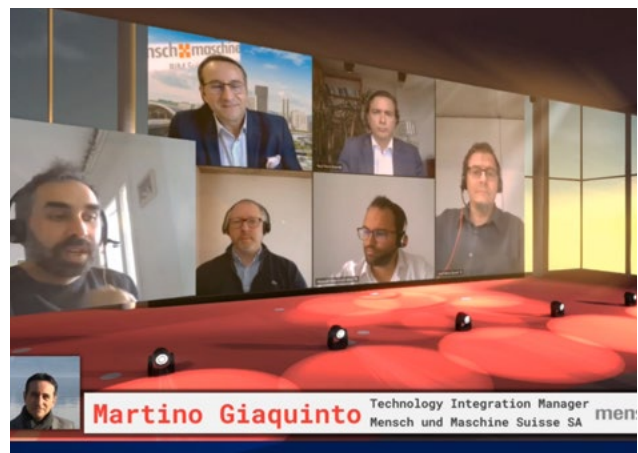 nsch maschine
Martino Giaquinto
Technology Integration Manager
Mensch und Maschine Suisse SA
mens